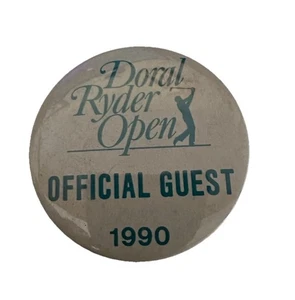 Doral
Ryder
Open
OFFICIAL GUEST
1990